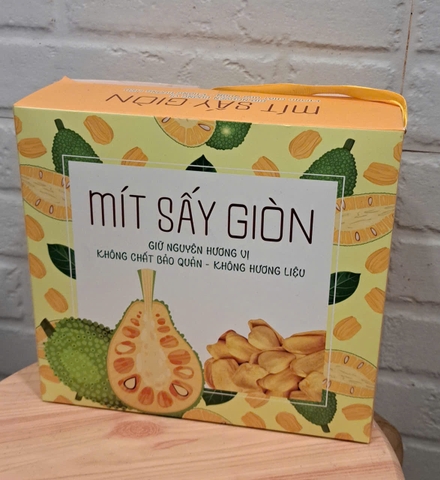 MÍT SẤY GIÒN
MÍT SẤY GIÒN
GIỮ NGUYÊN HƯƠNG VỊ
KHÔNG CHẤT BẢO QUẢN - KHÔNG HƯƠNG LIỆU